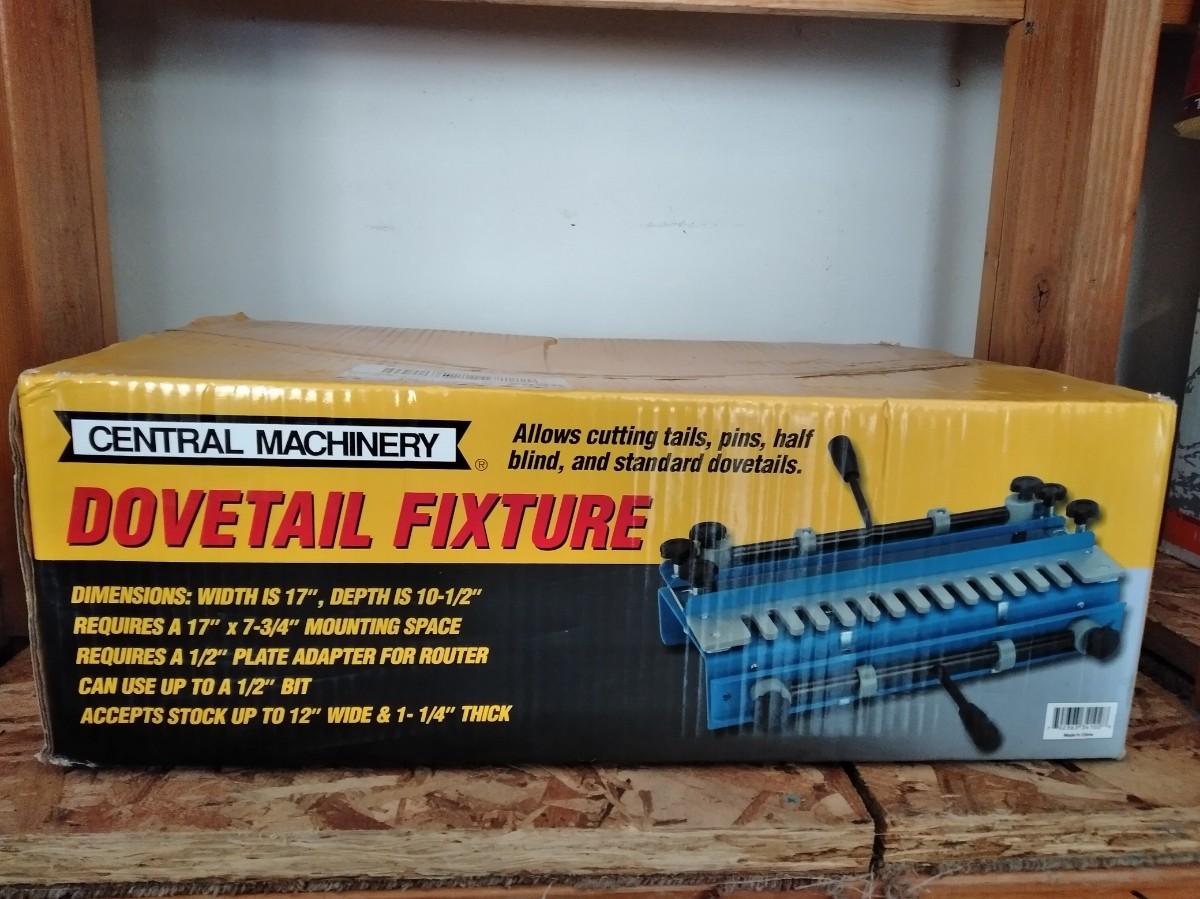 CENTRAL MACHINERY
®
Allows cutting tails, pins, half
blind, and standard dovetails.
DOVETAIL FIXTURE
DIMENSIONS: WIDTH IS 17", DEPTH IS 10-1/2"
REQUIRES A 17" x 7-3/4" MOUNTING SPACE
REQUIRES A 1/2" PLATE ADAPTER FOR ROUTER
CAN USE UP TO A 1/2" BIT
ACCEPTS STOCK UP TO 12" WIDE & 1- 1/4" THICK
Made in China